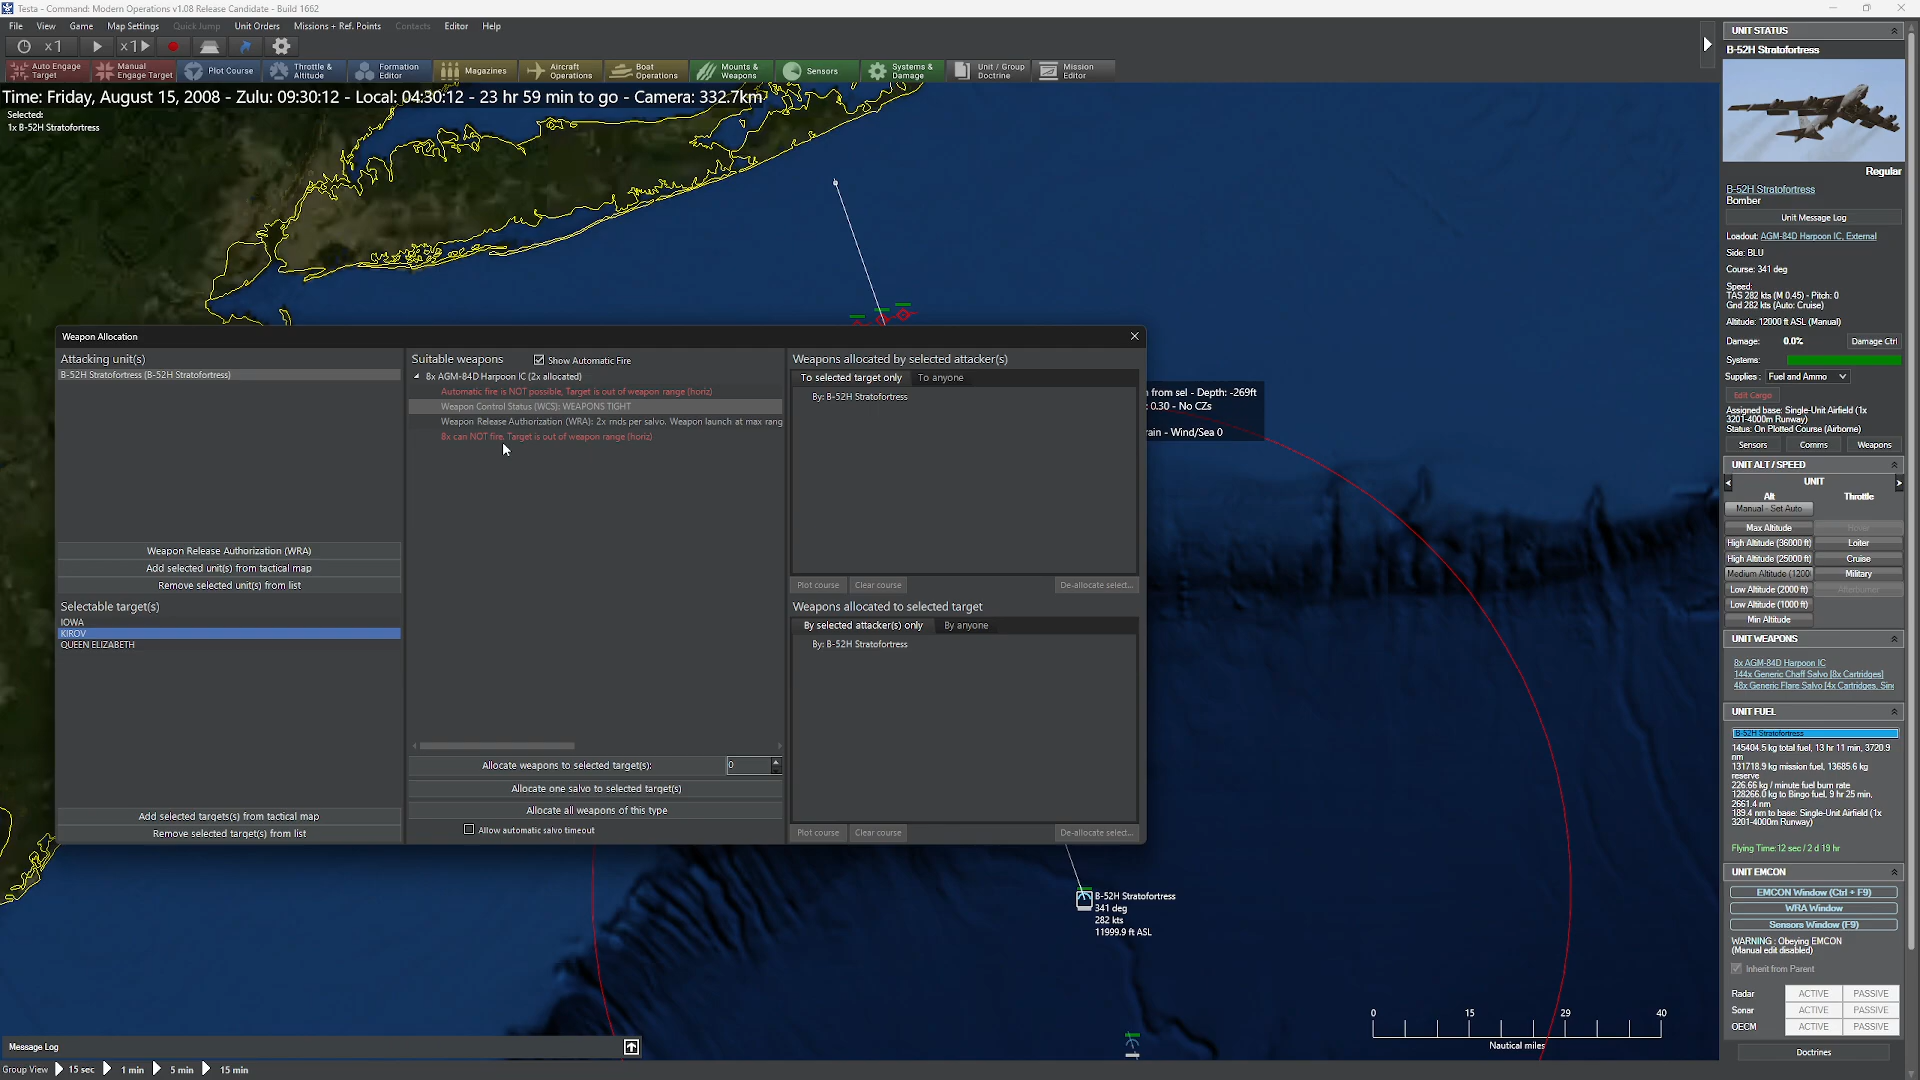 Testa - Command: Modern Operations v1.08 Release Candidate - Build 1662
File View Game Map Settings Quick Jump Unit Orders Missions + Ref. Points Contacts Editor Help
x1 x1
Auto Engage Target Manual Engage Target Plot Course Throttle & Altitude Formation Editor Magazines Aircraft Operations Boat Operations Mounts & Weapons Sensors Systems & Damage Unit / Group Doctrine Mission Editor
Time: Friday, August 15, 2008 - Zulu: 09:30:12 - Local: 04:30:12 - 23 hr 59 min to go - Camera: 332.7km
Selected:
1x B-52H Stratofortress
Weapon Allocation
Attacking unit(s)
B-52H Stratofortress (B-52H Stratofortress)
Weapon Release Authorization (WRA)
Add selected unit(s) from tactical map
Remove selected unit(s) from list
Selectable target(s)
IOWA
KIROV
QUEEN ELIZABETH
Add selected targets(s) from tactical map
Remove selected target(s) from list
Suitable weapons Show Automatic Fire
8x AGM-84D Harpoon IC (2x allocated)
Automatic fire is NOT possible, Target is out of weapon range (horiz)
Weapon Control Status (WCS): WEAPONS TIGHT
Weapon Release Authorization (WRA): 2x rnds per salvo. Weapon launch at max rang
8x can NOT fire, Target is out of weapon range (horiz)
Allocate weapons to selected target(s): 0
Allocate one salvo to selected target(s)
Allocate all weapons of this type
Allow automatic salvo timeout
Weapons allocated by selected attacker(s)
To selected target only To anyone
By: B-52H Stratofortress
Plot course Clear course De-allocate select...
Weapons allocated to selected target
By selected attacker(s) only By anyone
By: B-52H Stratofortress
Plot course Clear course De-allocate select...
from sel - Depth: -269ft
: 0.30 - No CZs
ain - Wind/Sea 0
B-52H Stratofortress
341 deg
282 kts
11999.9 ft ASL
0 15 29 40
Nautical miles
Message Log
Group View 15 sec 1 min 5 min 15 min
UNIT STATUS
B-52H Stratofortress
Regular
B-52H Stratofortress
Bomber
Unit Message Log
Loadout: AGM-84D Harpoon IC, External
Side: BLU
Course: 341 deg
Speed:
TAS 282 kts (M 0.45) - Pitch: 0
Gnd 282 kts (Auto: Cruise)
Altitude: 12000 ft ASL (Manual)
Damage: 0.0% Damage Ctrl
Systems:
Supplies: Fuel and Ammo
Edit Cargo
Assigned base: Single-Unit Airfield (1x
3201-4000m Runway)
Status: On Plotted Course (Airborne)
Sensors Comms Weapons
UNIT ALT / SPEED
UNIT
Alt Throttle
Manual - Set Auto
Max Altitude Hover
High Altitude (36000 ft) Loiter
High Altitude (25000 ft) Cruise
Medium Altitude (1200 Military
Low Altitude (2000 ft) Afterburner
Low Altitude (1000 ft)
Min Altitude
UNIT WEAPONS
8x AGM-84D Harpoon IC
144x Generic Chaff Salvo [8x Cartridges]
48x Generic Flare Salvo [4x Cartridges, Sin
UNIT FUEL
B-52H Stratofortress
145404.5 kg total fuel, 13 hr 11 min, 3720.9
nm
131718.9 kg mission fuel, 13685.6 kg
reserve
226.66 kg / minute fuel burn rate
128266.0 kg to Bingo fuel, 9 hr 25 min,
2661.4 nm
189.4 nm to base: Single-Unit Airfield (1x
3201-4000m Runway)
Flying Time: 12 sec / 2 d 19 hr
UNIT EMCON
EMCON Window (Ctrl + F9)
WRA Window
Sensors Window (F9)
WARNING : Obeying EMCON
(Manual edit disabled)
Inherit from Parent
Radar ACTIVE PASSIVE
Sonar ACTIVE PASSIVE
OECM ACTIVE PASSIVE
Doctrines